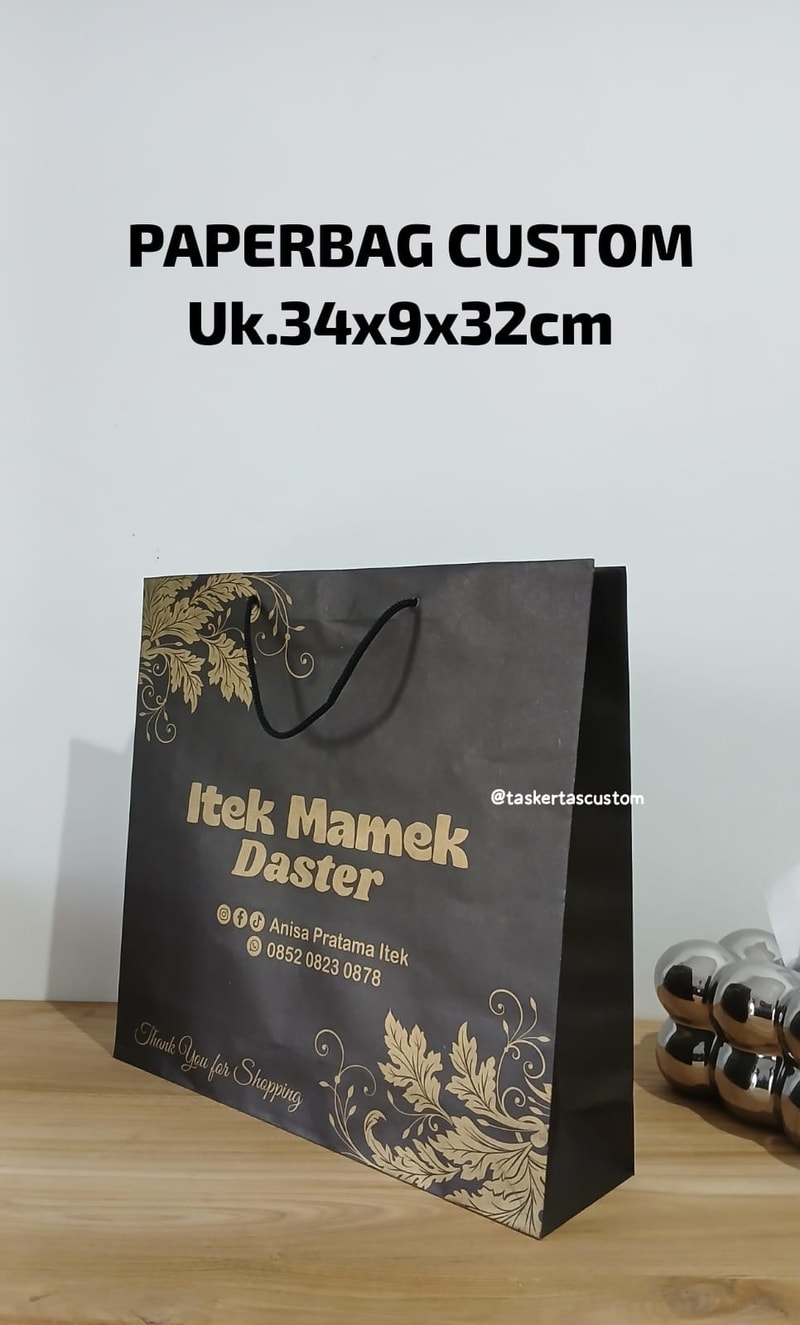 PAPERBAG CUSTOM
Uk.34x9x32cm
@taskertascustom
Itek Mamek
Daster
Anisa Pratama Itek
0852 0823 0878
Thank You for Shopping